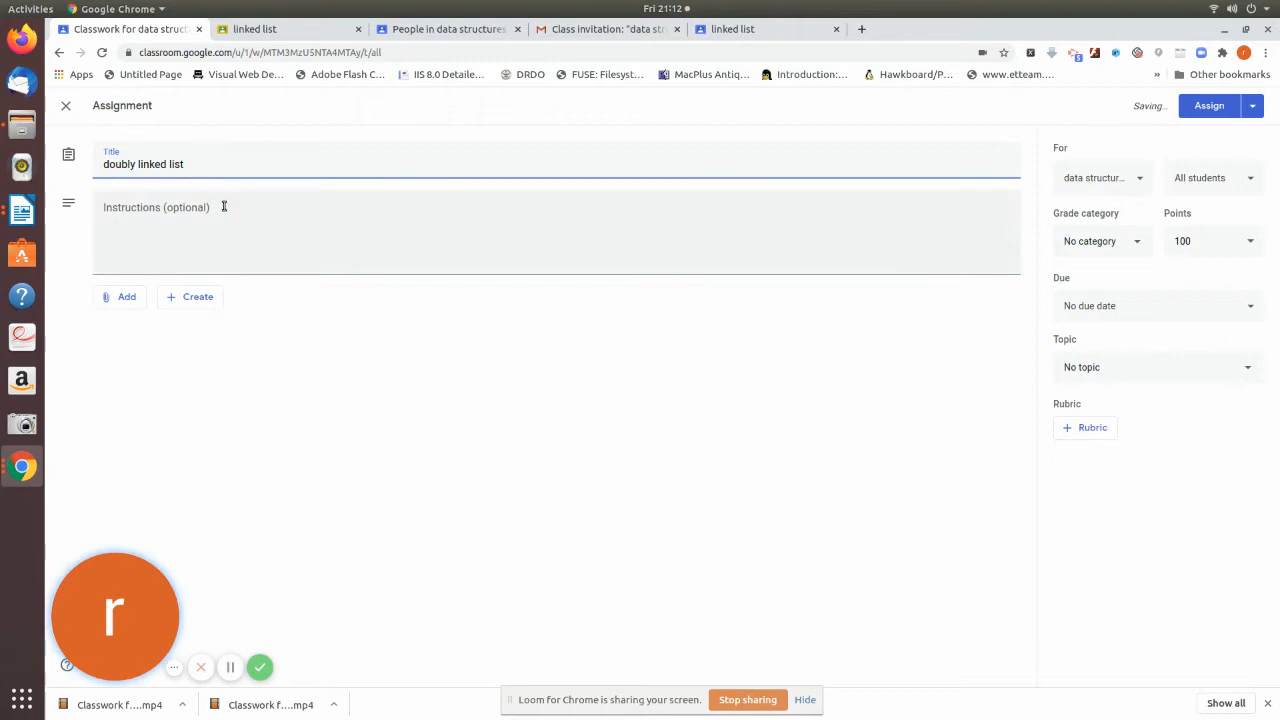 Activities
Google Chrome
Fri 21:12
Classwork for data struct
linked list
People in data structures
Class invitation: "data str
linked list
classroom.google.com/u/1/w/MTM3MzU5NTA4MTAy/t/all
Apps
Untitled Page
Visual Web De...
Adobe Flash C...
IIS 8.0 Detaile...
DRDO
FUSE: Filesyst...
MacPlus Antiq...
Introduction:...
Hawkboard/P...
www.etteam....
»
Other bookmarks
Assignment
Saving...
Assign
Title
doubly linked list
Instructions (optional)
Add
Create
For
data structur...
All students
Grade category
Points
No category
100
Due
No due date
Topic
No topic
Rubric
Rubric
r
Loom for Chrome is sharing your screen.
Stop sharing
Hide
Classwork f....mp4
Classwork f....mp4
Show all